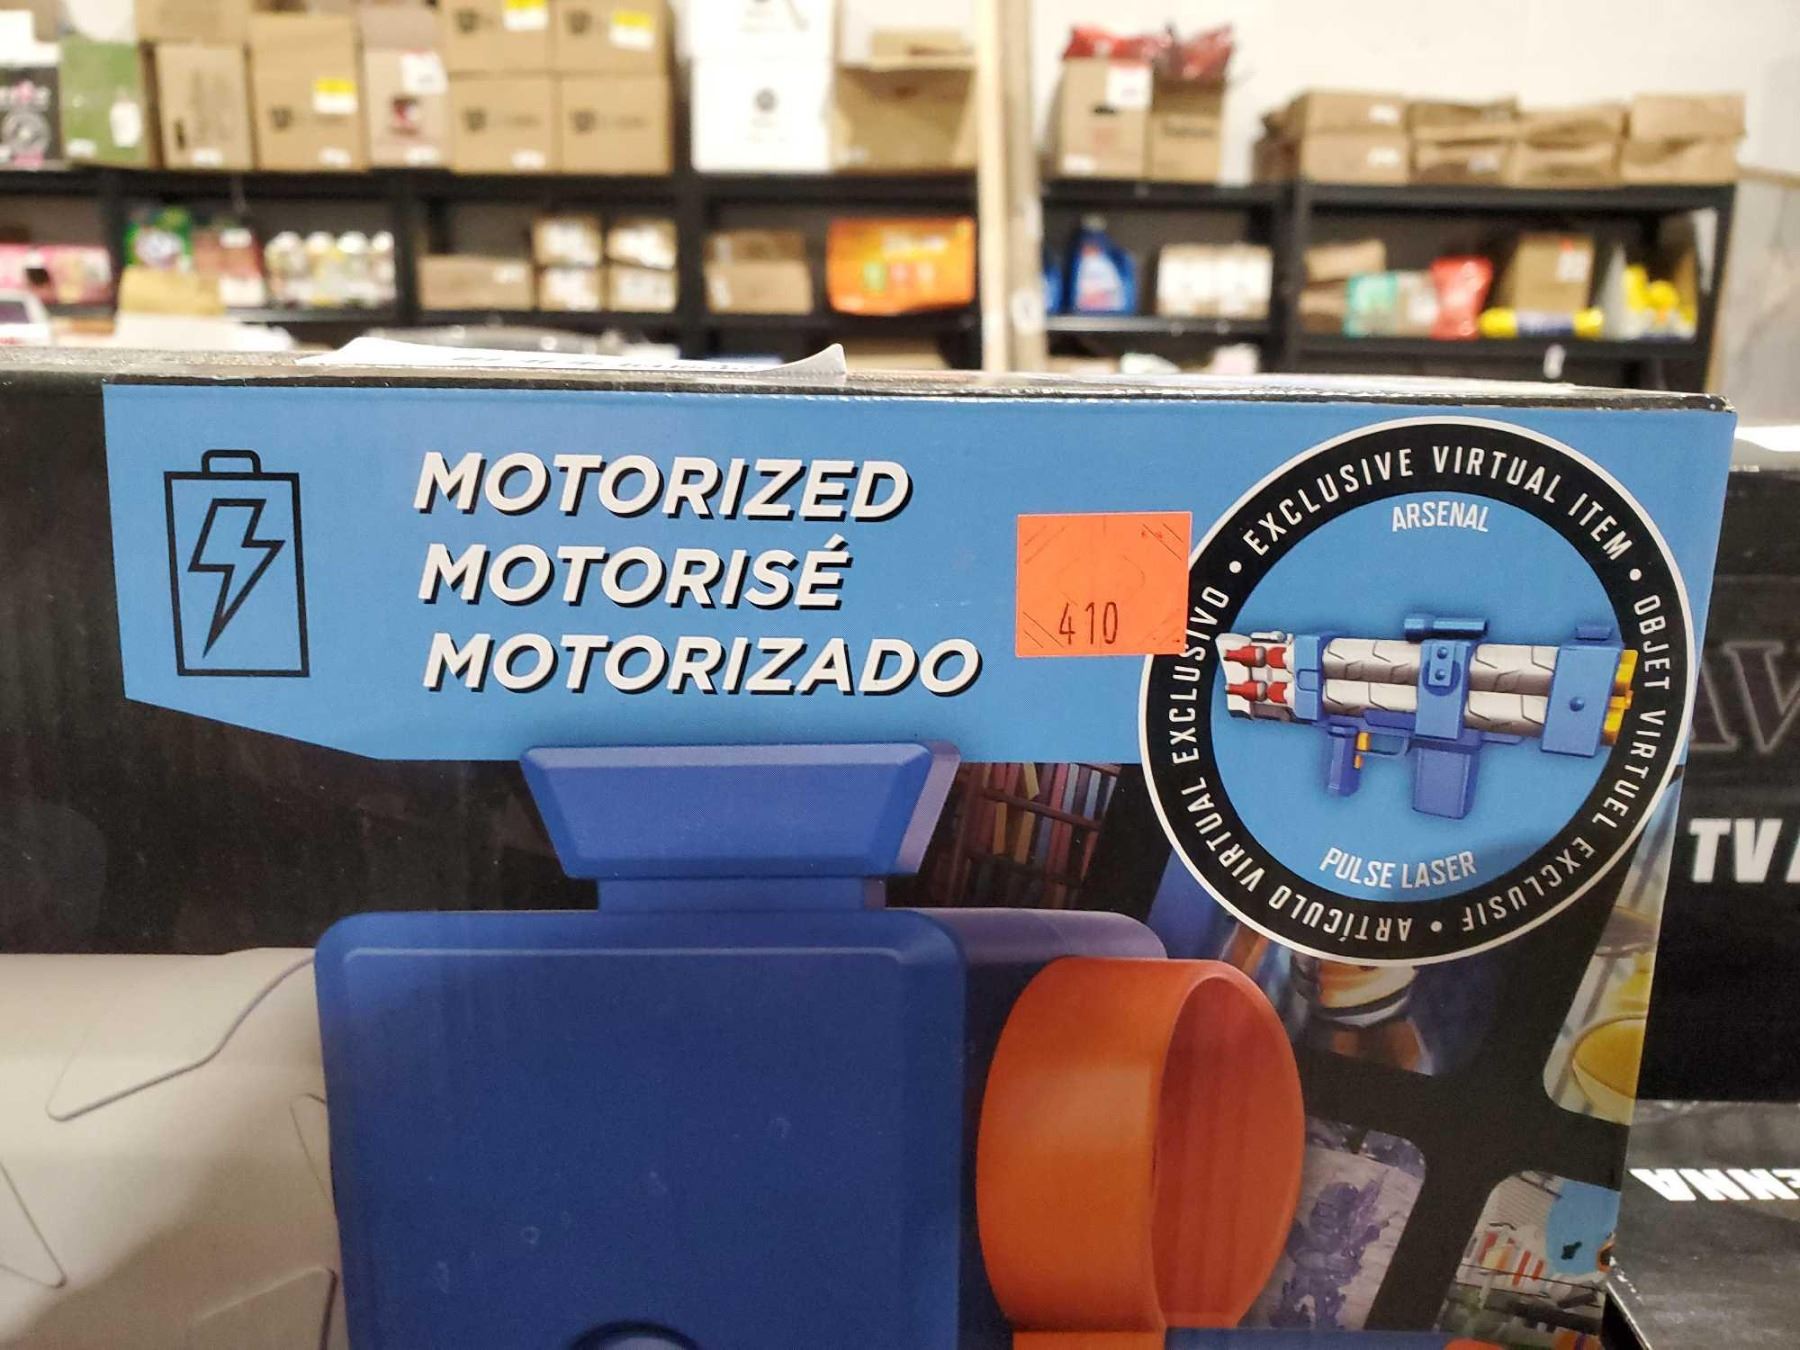 MOTORIZED
MOTORISÉ
MOTORIZADO
410
EXCLUSIVE VIRTUAL ITEM • OBJET VIRTUEL EXCLUSIF • ARTÍCULO VIRTUAL EXCLUSIVO •
ARSENAL
PULSE LASER
TV